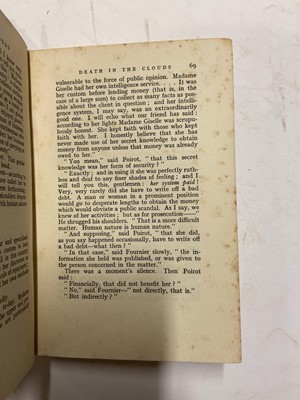 DEATH IN THE CLOUDS 69
vulnerable to the force of public opinion. Madame
Giselle had her own intelligence service. . . . It was
her custom before lending money (that is, in the
case of a large sum) to collect as many facts as pos-
sible about the client in question; and her intelli-
gence system, I may say, was an extraordinarily
good one. I will echo what our friend has said:
according to her lights Madame Giselle was scrupu-
lously honest. She kept faith with those who kept
faith with her. I honestly believe that she has
never made use of her secret knowledge to obtain
money from anyone unless that money was already
owed to her."
"You mean," said Poirot, "that this secret
knowledge was her form of security?"
"Exactly; and in using it she was perfectly ruth-
less and deaf to any finer shades of feeling; and I
will tell you this, gentlemen: her system paid!
Very, very rarely did she have to write off a bad
debt. A man or woman in a prominent position
would go to desperate lengths to obtain the money
which would obviate a public scandal. As I say, we
knew of her activities; but as for prosecution——"
He shrugged his shoulders. "That is a more difficult
matter. Human nature is human nature."
"And supposing," said Poirot, "that she did,
as you say happened occasionally, have to write off
a bad debt—what then?"
"In that case," said Fournier slowly, "the in-
formation she held was published, or was given to
the person concerned in the matter."
There was a moment's silence. Then Poirot
said:
"Financially, that did not benefit her?"
"No," said Fournier—"not directly, that is."
"But indirectly?"